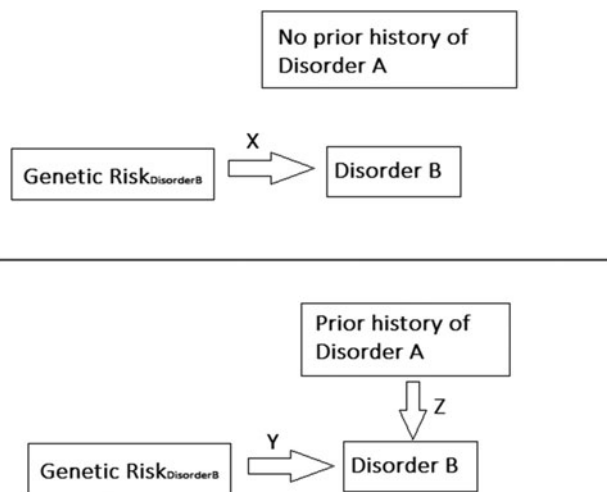 No prior history of
Disorder A
X
Genetic RiskDisorderB
Disorder B
Prior history of
Disorder A
Z
Y
Genetic RiskDisorderB
Disorder B